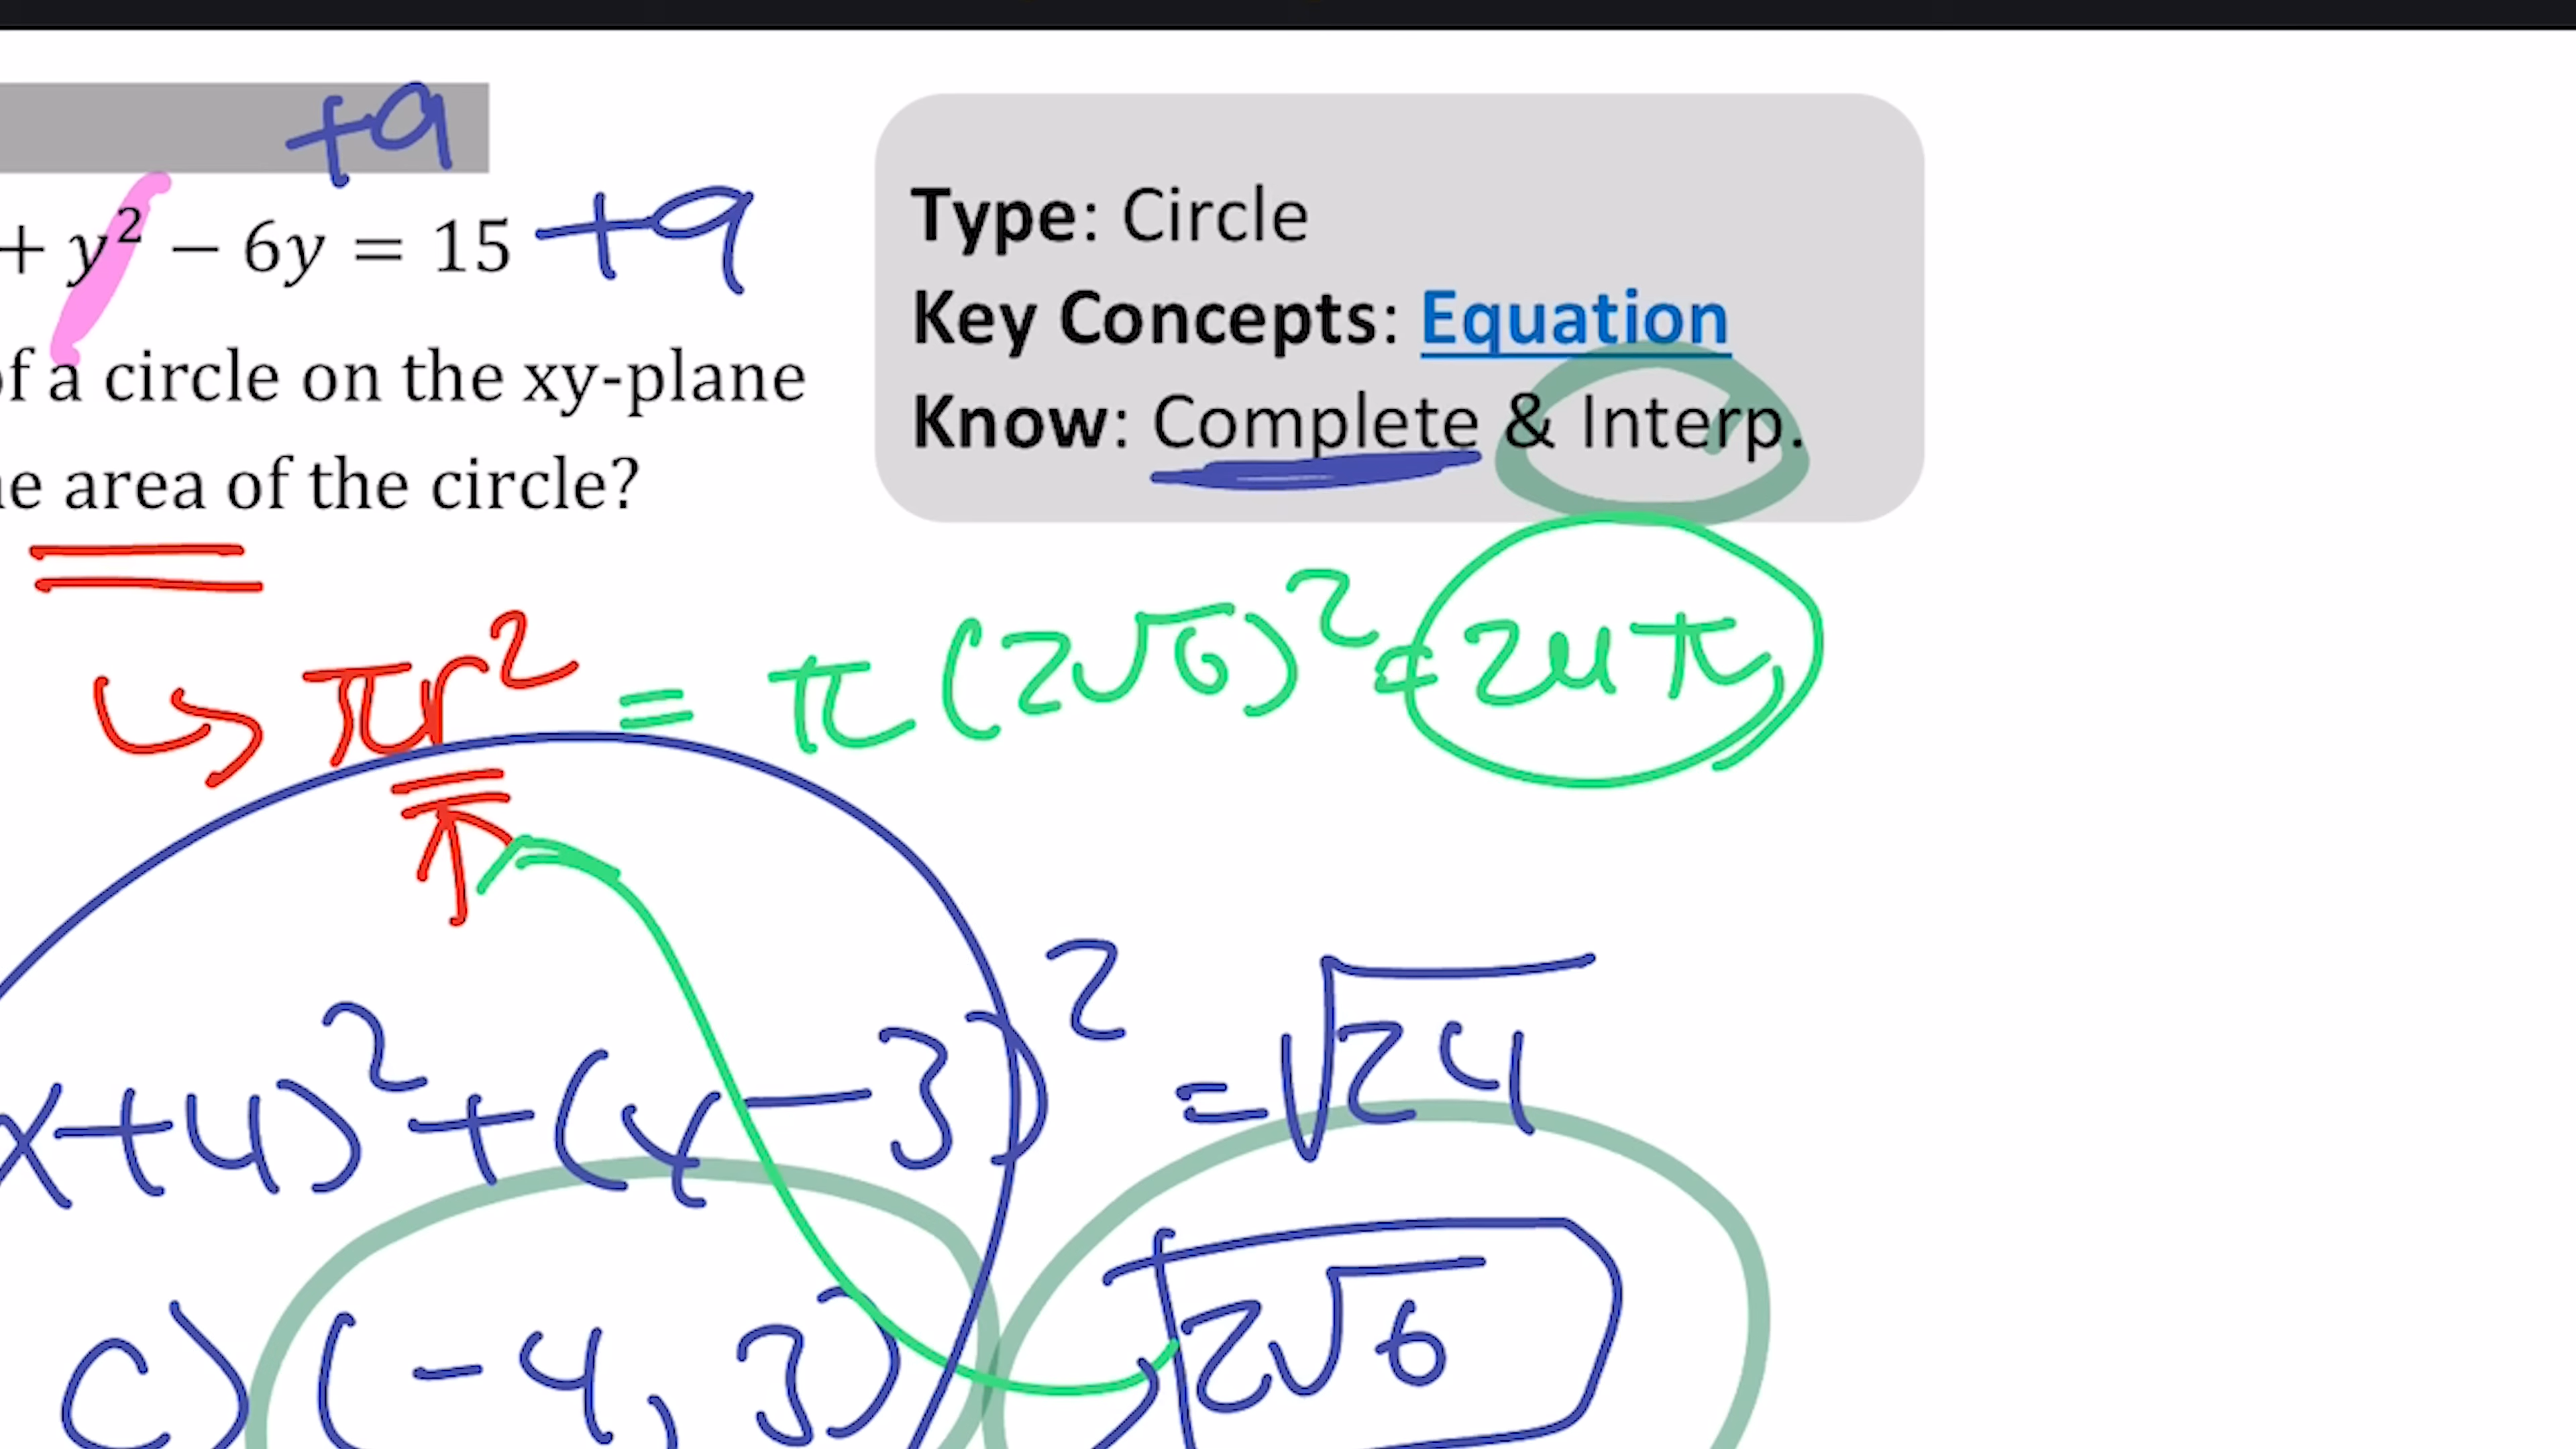 +9
+ y² − 6y = 15 +9
of a circle on the xy-plane
e area of the circle?
Type: Circle
Key Concepts: Equation
Know: Complete & Interp.
πr² = π(2√6)² = 24π
x+4)² + (y−3)² = √24
c) (−4, 3)
2√6